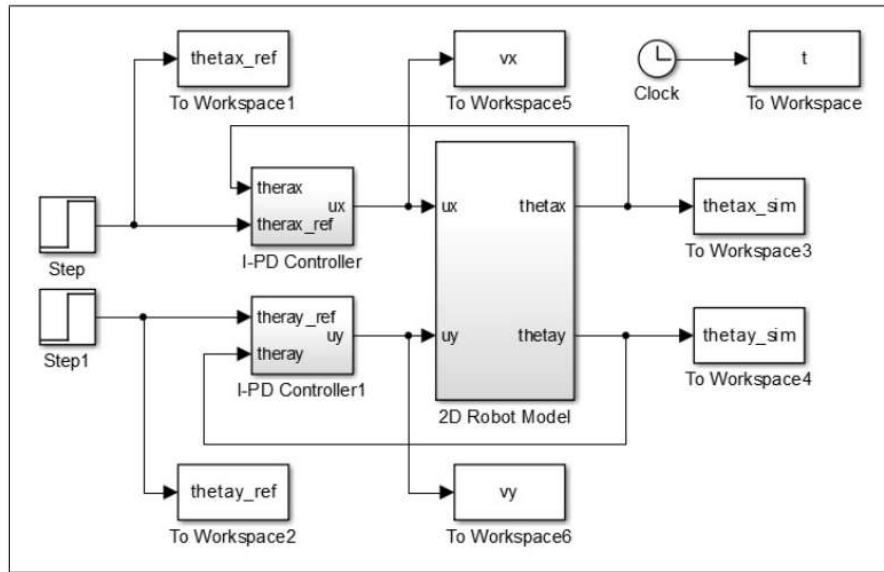 thetax_ref
To Workspace1
vx
To Workspace5
Clock
t
To Workspace
Step
therax
therax_ref
ux
I-PD Controller
ux
uy
thetax
thetay
2D Robot Model
thetax_sim
To Workspace3
Step1
theray_ref
theray
uy
I-PD Controller1
thetay_sim
To Workspace4
thetay_ref
To Workspace2
vy
To Workspace6